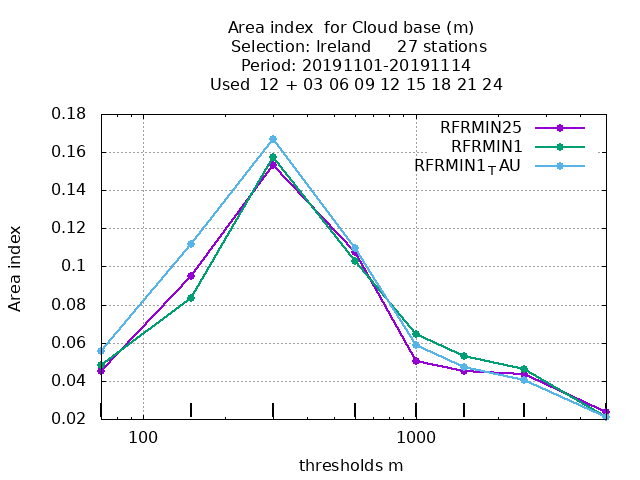 Area index  for Cloud base (m)
Selection: Ireland     27 stations
Period: 20191101-20191114
Used  12 + 03 06 09 12 15 18 21 24
RFRMIN25
RFRMIN1
RFRMIN1TAU
0.18
0.16
0.14
0.12
0.1
0.08
0.06
0.04
0.02
Area index
100
1000
thresholds m